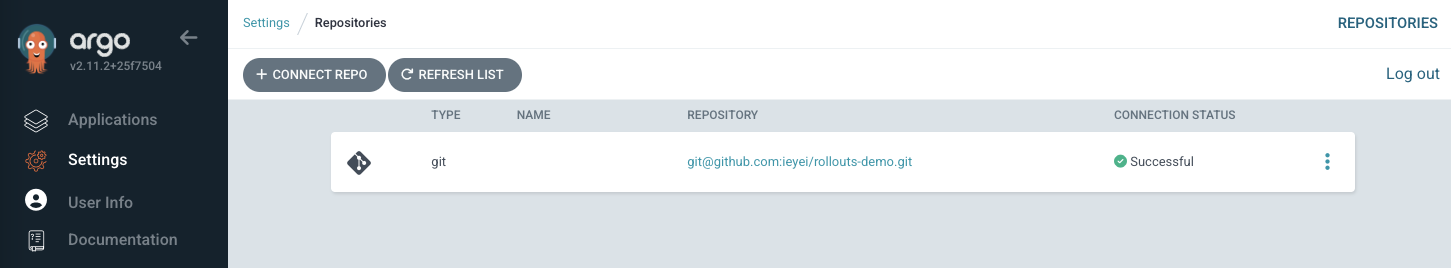 argo
v2.11.2+25f7504
Applications
Settings
User Info
Documentation
Settings / Repositories
REPOSITORIES
+ CONNECT REPO
REFRESH LIST
Log out
TYPE NAME REPOSITORY CONNECTION STATUS
git git@github.com:ieyei/rollouts-demo.git Successful